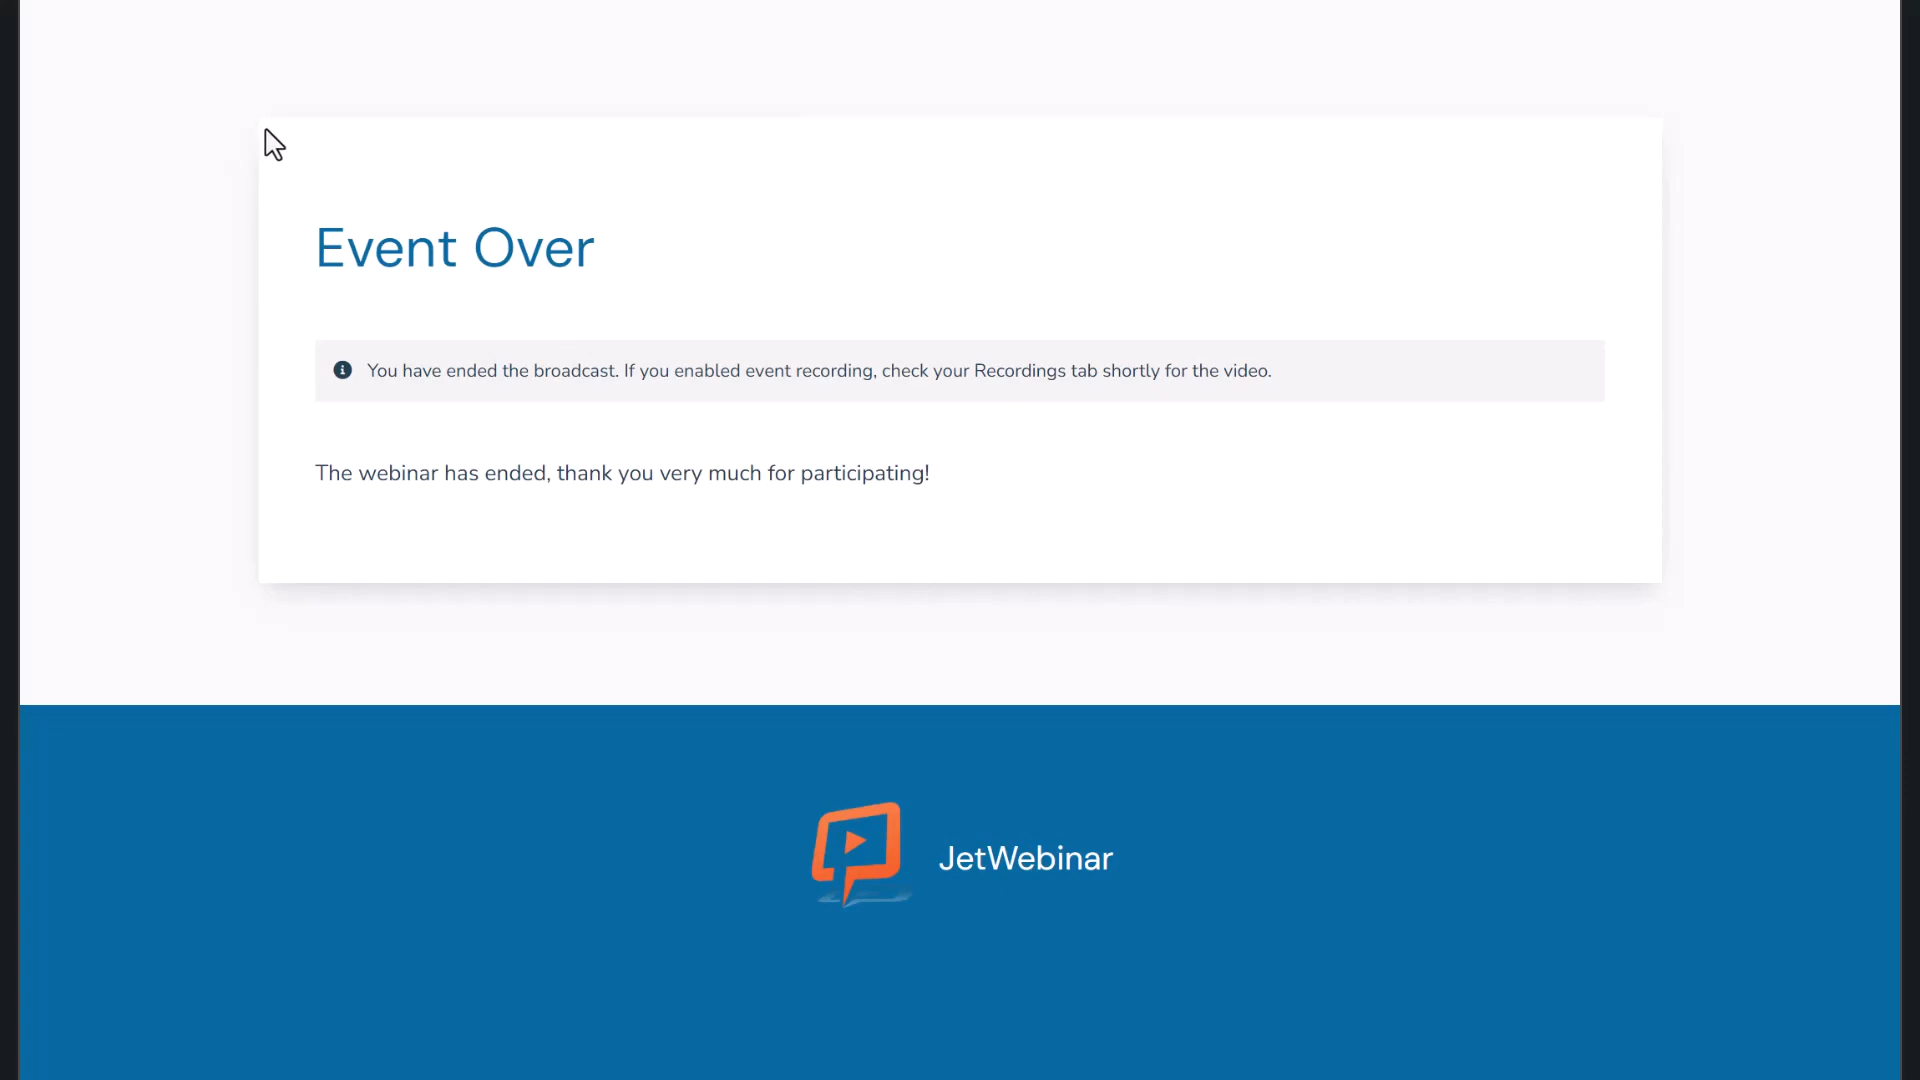 Event Over
You have ended the broadcast. If you enabled event recording, check your Recordings tab shortly for the video.
The webinar has ended, thank you very much for participating!
JetWebinar